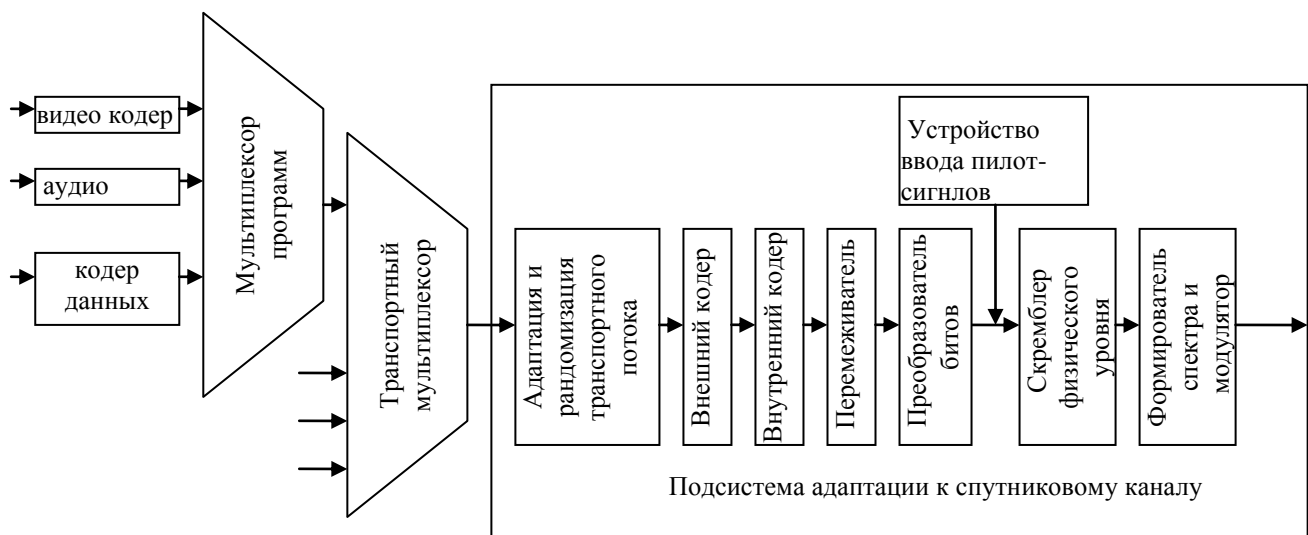 видео кодер
аудио
кодер
данных
Мультиплексор
программ
Транспортный
мультиплексор
Адаптация и
рандомизация
транспортного
потока
Внешний кодер
Внутренний кодер
Перемеживатель
Преобразователь
битов
Устройство
ввода пилот-
сигнлов
Скремблер
физического
уровня
Формирователь
спектра и
модулятор
Подсистема адаптации к спутниковому каналу